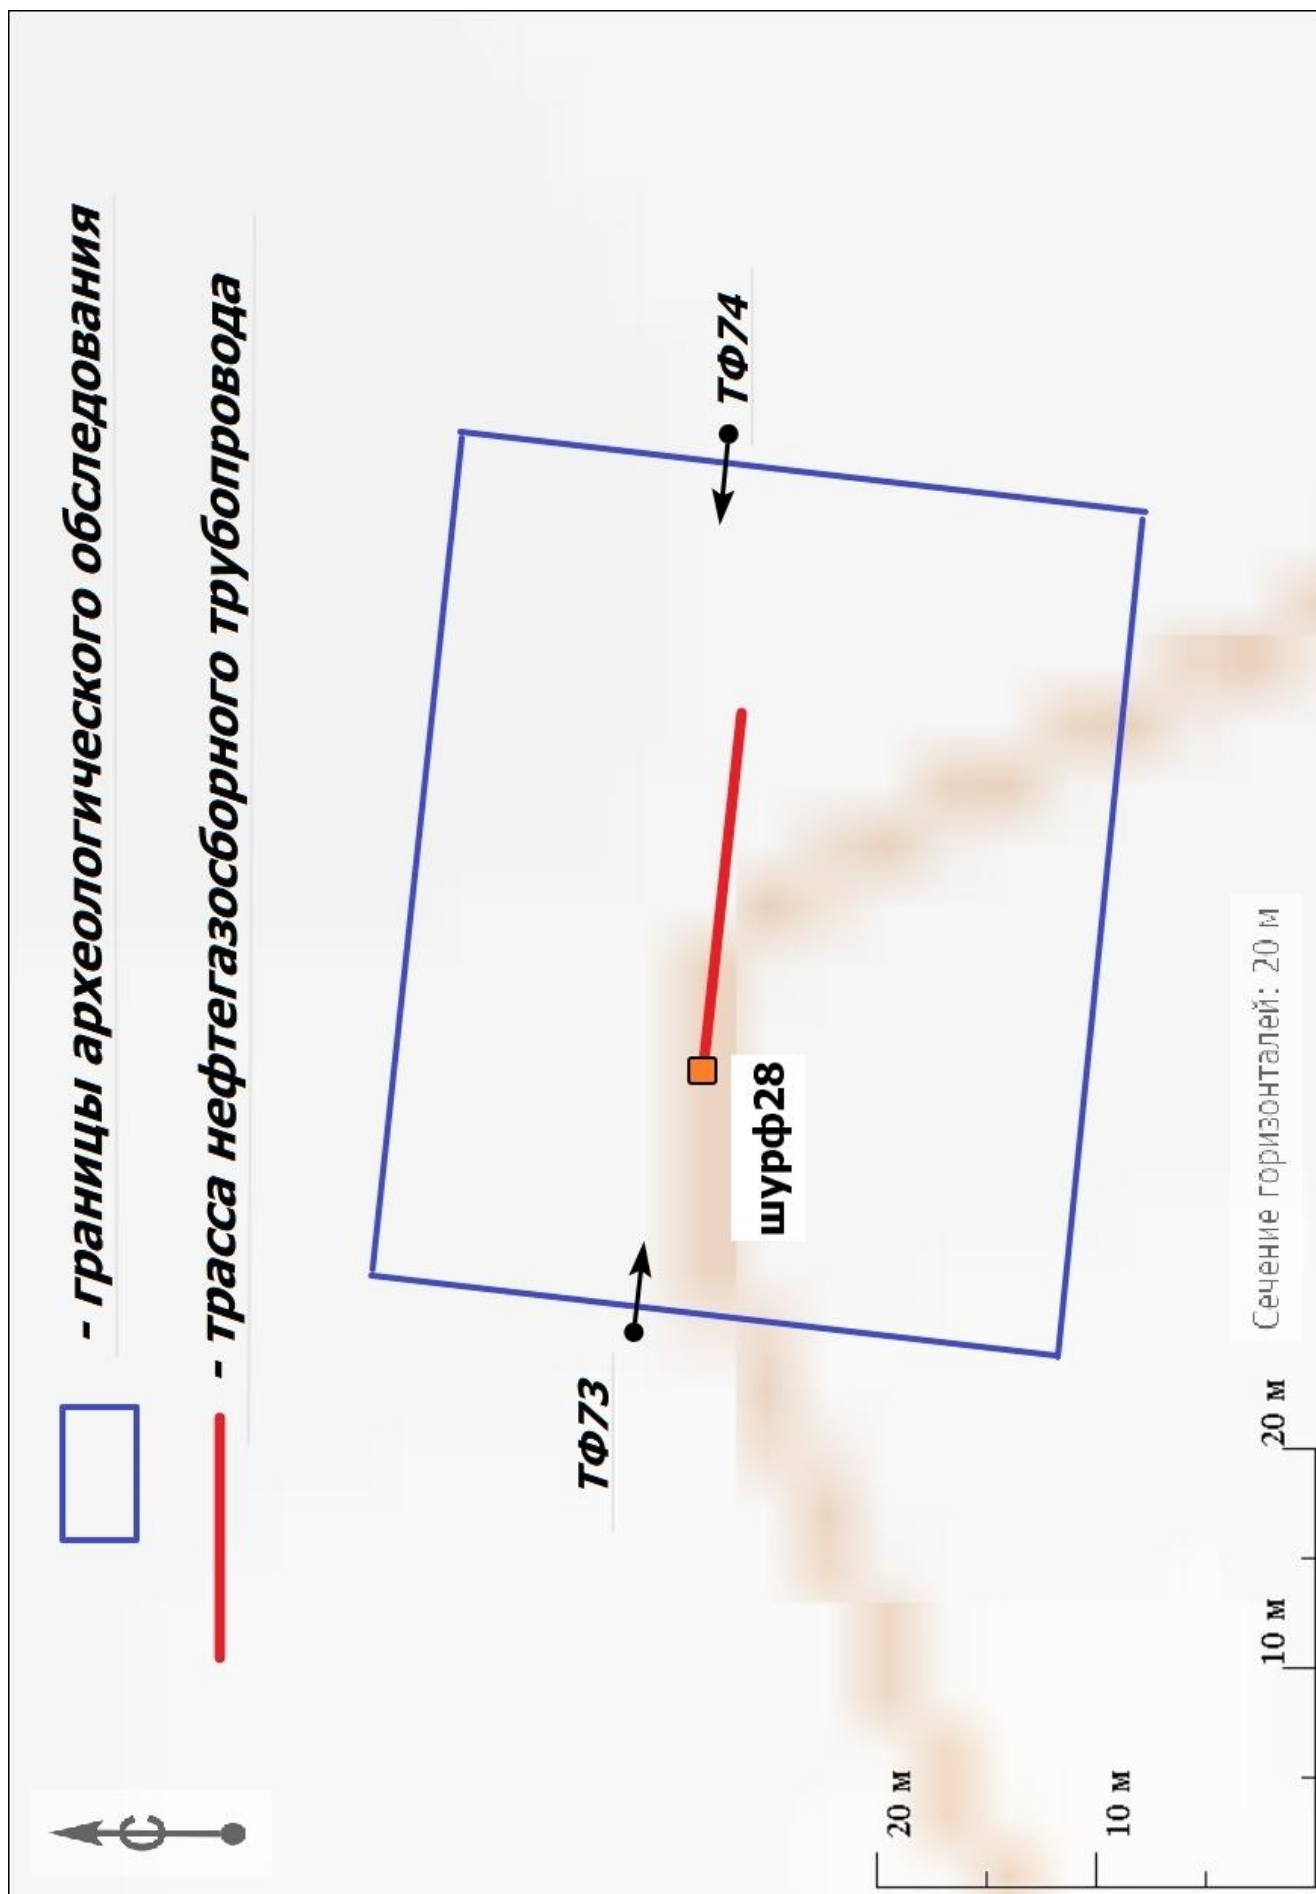 - границы археологического обследования
- трасса нефтегазосборного трубопровода
С
ТФ73
ТФ74
шурф28
Сечение горизонталей: 20 м
20 м
10 м
10 м
20 м